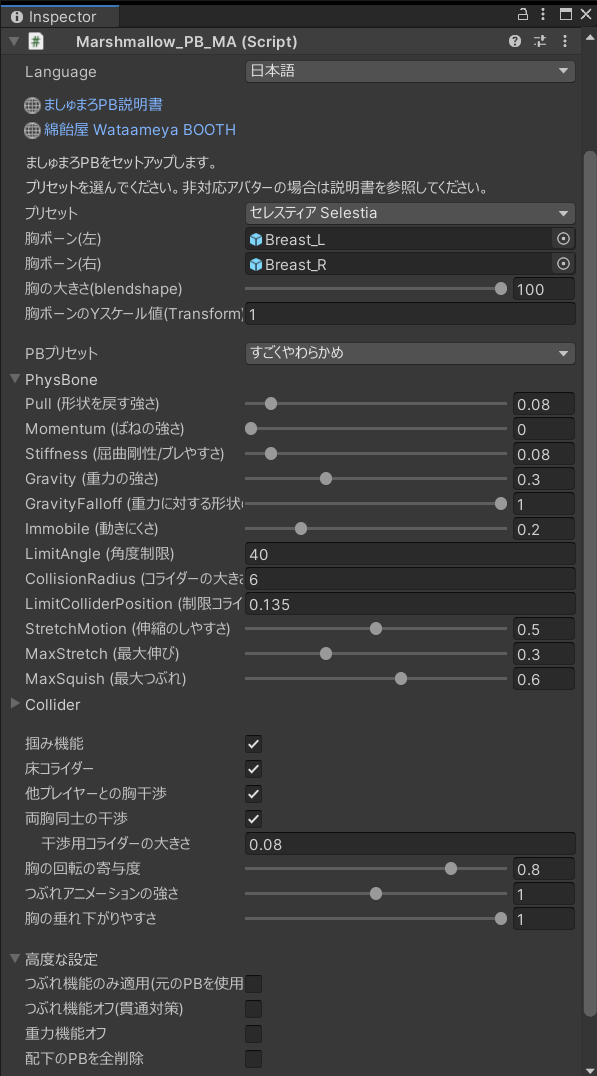 Inspector
Marshmallow_PB_MA (Script)
Language 日本語
ましゅまろPB説明書
綿飴屋 Wataameya BOOTH
ましゅまろPBをセットアップします。
プリセットを選んでください。非対応アバターの場合は説明書を参照してください。
プリセット セレスティア Selestia
胸ボーン(左) Breast_L
胸ボーン(右) Breast_R
胸の大きさ(blendshape) 100
胸ボーンのYスケール値(Transform) 1
PBプリセット すごくやわらかめ
PhysBone
Pull (形状を戻す強さ) 0.08
Momentum (ばねの強さ) 0
Stiffness (屈曲剛性/ブレやすさ) 0.08
Gravity (重力の強さ) 0.3
GravityFalloff (重力に対する形状 1
Immobile (動きにくさ) 0.2
LimitAngle (角度制限) 40
CollisionRadius (コライダーの大きさ 6
LimitColliderPosition (制限コライ 0.135
StretchMotion (伸縮のしやすさ) 0.5
MaxStretch (最大伸び) 0.3
MaxSquish (最大つぶれ) 0.6
Collider
掴み機能
床コライダー
他プレイヤーとの胸干渉
両胸同士の干渉
干渉用コライダーの大きさ 0.08
胸の回転の寄与度 0.8
つぶれアニメーションの強さ 1
胸の垂れ下がりやすさ 1
高度な設定
つぶれ機能のみ適用(元のPBを使用
つぶれ機能オフ(貫通対策)
重力機能オフ
配下のPBを全削除